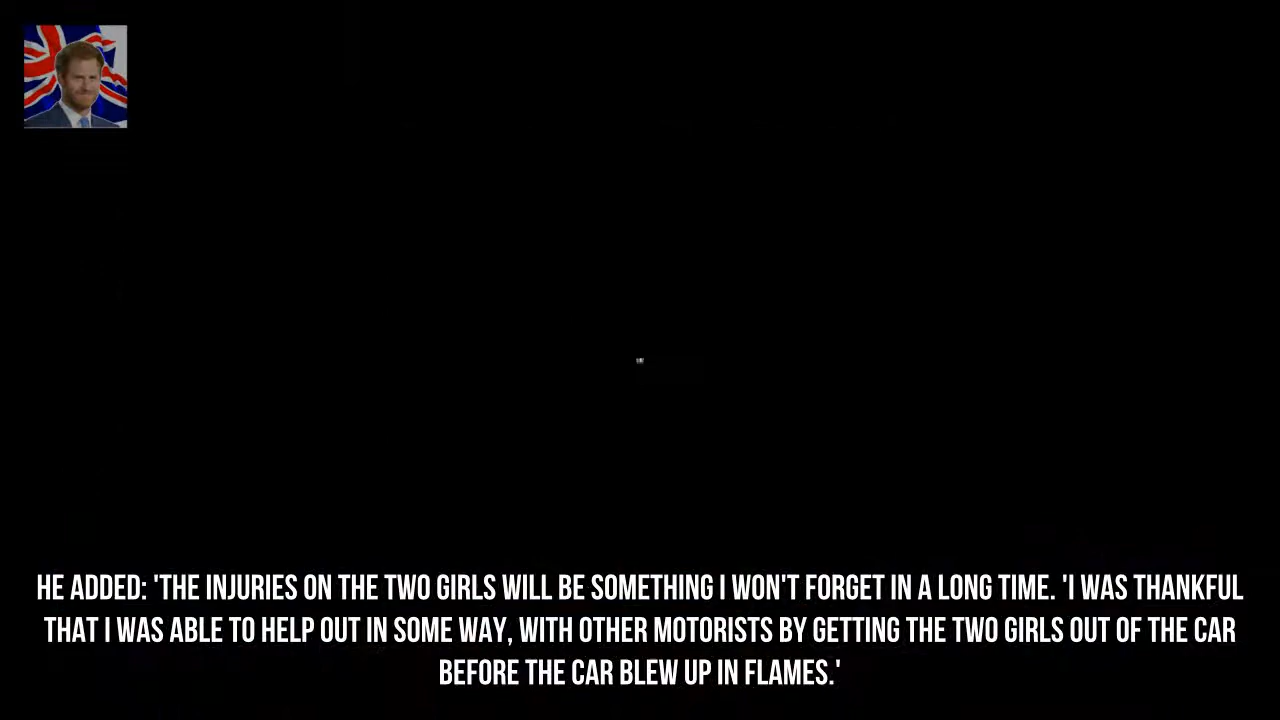 HE ADDED: 'THE INJURIES ON THE TWO GIRLS WILL BE SOMETHING I WON'T FORGET IN A LONG TIME. 'I WAS THANKFUL
THAT I WAS ABLE TO HELP OUT IN SOME WAY, WITH OTHER MOTORISTS BY GETTING THE TWO GIRLS OUT OF THE CAR
BEFORE THE CAR BLEW UP IN FLAMES.'